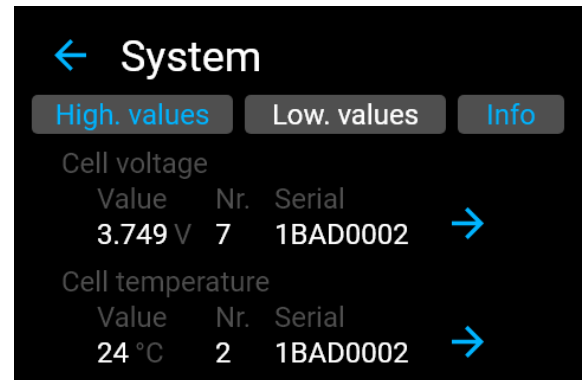 System
High. values Low. values Info
Cell voltage
Value Nr. Serial
3.749 V 7 1BAD0002
Cell temperature
Value Nr. Serial
24 °C 2 1BAD0002